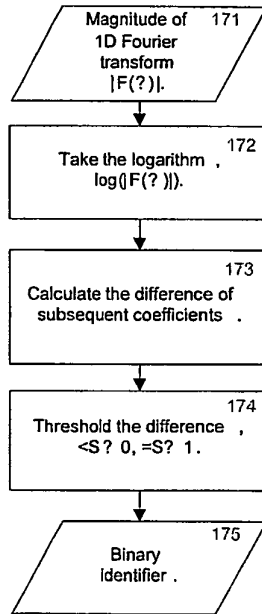 Magnitude of 171
1D Fourier
transform
|F(?)|.
172
Take the logarithm ,
log(|F(?)|).
173
Calculate the difference of
subsequent coefficients .
174
Threshold the difference ,
<S? 0, =S? 1.
175
Binary
identifier .